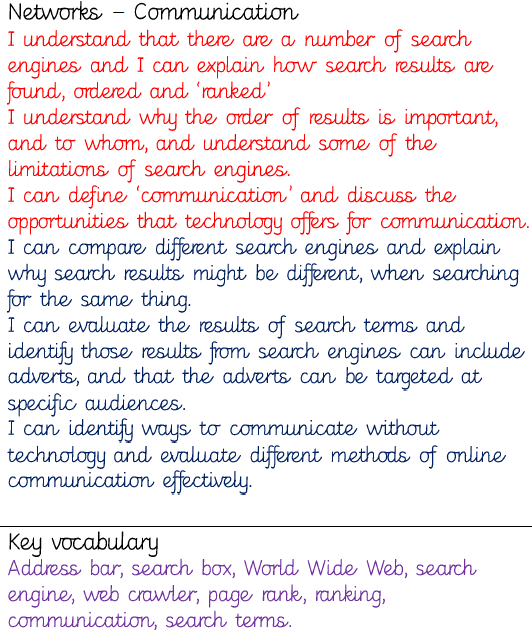 Networks – Communication
I understand that there are a number of search
engines and I can explain how search results are
found, ordered and ‘ranked’
I understand why the order of results is important,
and to whom, and understand some of the
limitations of search engines.
I can define ‘communication’ and discuss the
opportunities that technology offers for communication.
I can compare different search engines and explain
why search results might be different, when searching
for the same thing.
I can evaluate the results of search terms and
identify those results from search engines can include
adverts, and that the adverts can be targeted at
specific audiences.
I can identify ways to communicate without
technology and evaluate different methods of online
communication effectively.
Key vocabulary
Address bar, search box, World Wide Web, search
engine, web crawler, page rank, ranking,
communication, search terms.